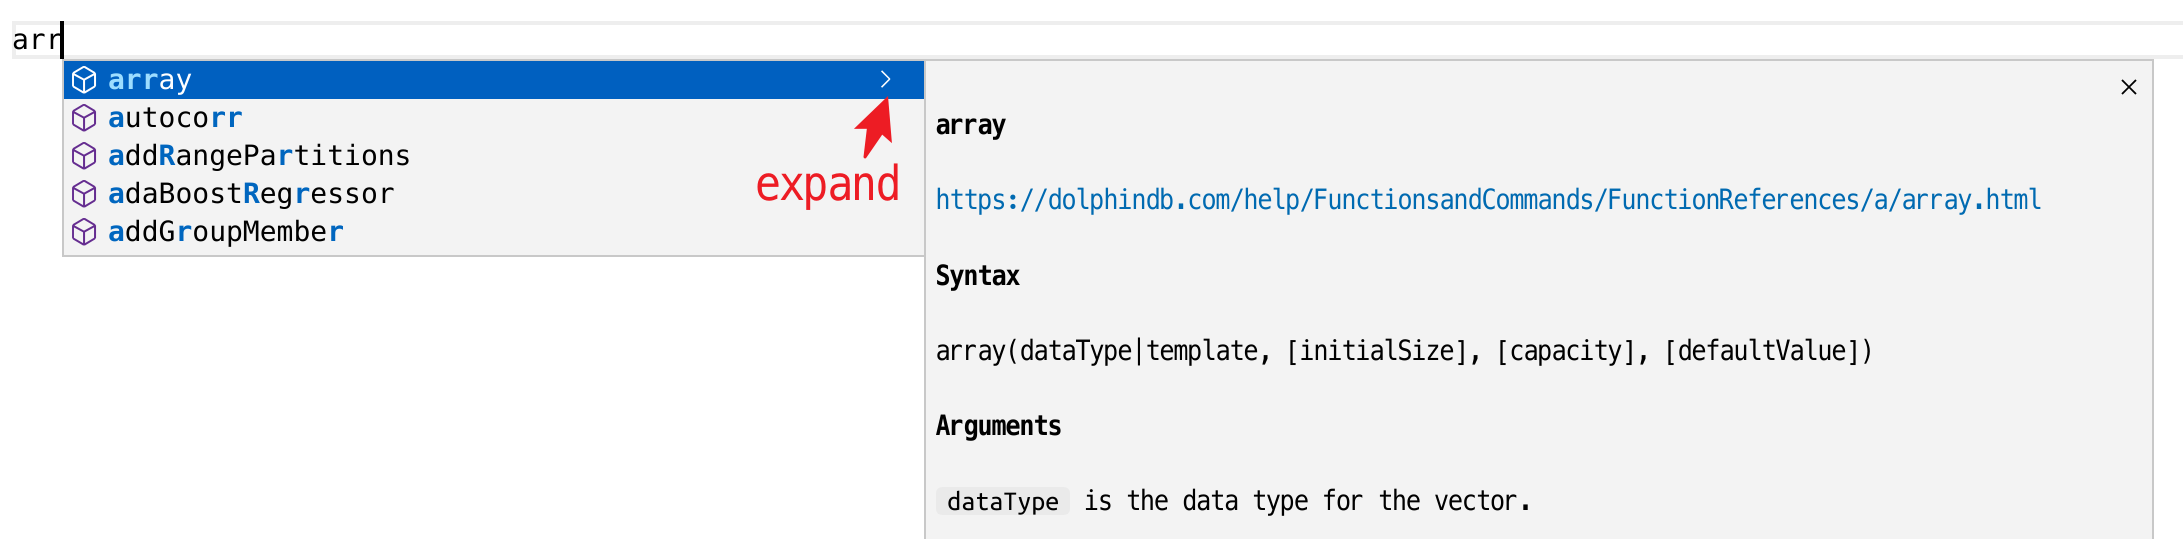 arr
array
autocorr
addRangePartitions
adaBoostRegressor
addGroupMember
expand
array
https://dolphindb.com/help/FunctionsandCommands/FunctionReferences/a/array.html
Syntax
array(dataType|template, [initialSize], [capacity], [defaultValue])
Arguments
dataType is the data type for the vector.